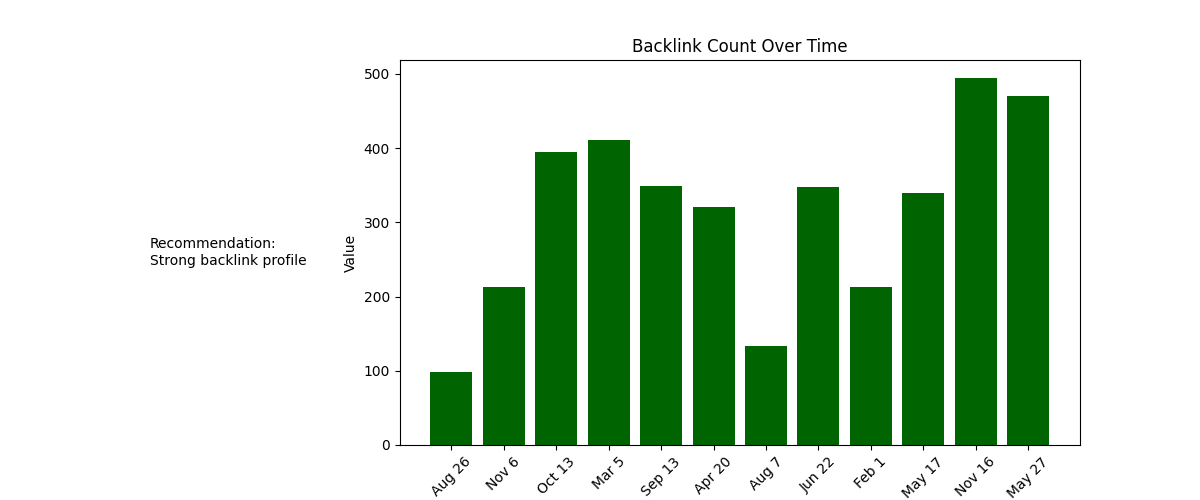 Backlink Count Over Time
Recommendation:
Strong backlink profile
Value
500
400
300
200
100
0
Aug 26
Nov 6
Oct 13
Mar 5
Sep 13
Apr 20
Aug 7
Jun 22
Feb 1
May 17
Nov 16
May 27